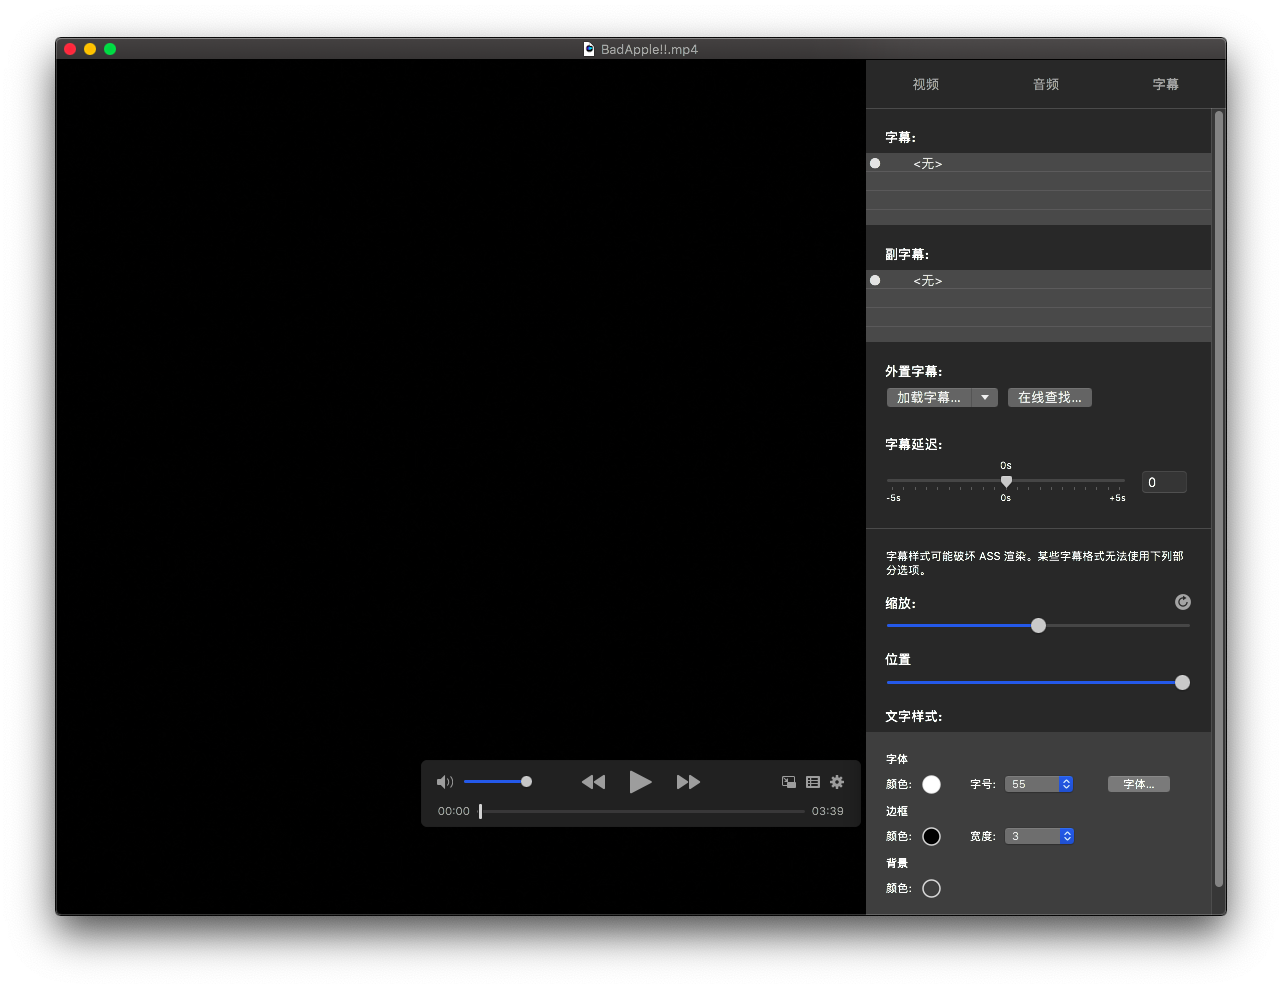 BadApple!!.mp4
视频 音频 字幕
字幕:
<无>
副字幕:
<无>
外置字幕:
加载字幕... 在线查找...
字幕延迟:
0s
0
-5s 0s +5s
字幕样式可能破坏 ASS 渲染。某些字幕格式无法使用下列部
分选项。
缩放:
位置
文字样式:
字体
颜色: 字号: 55 字体...
边框
颜色: 宽度: 3
背景
颜色:
00:00 03:39